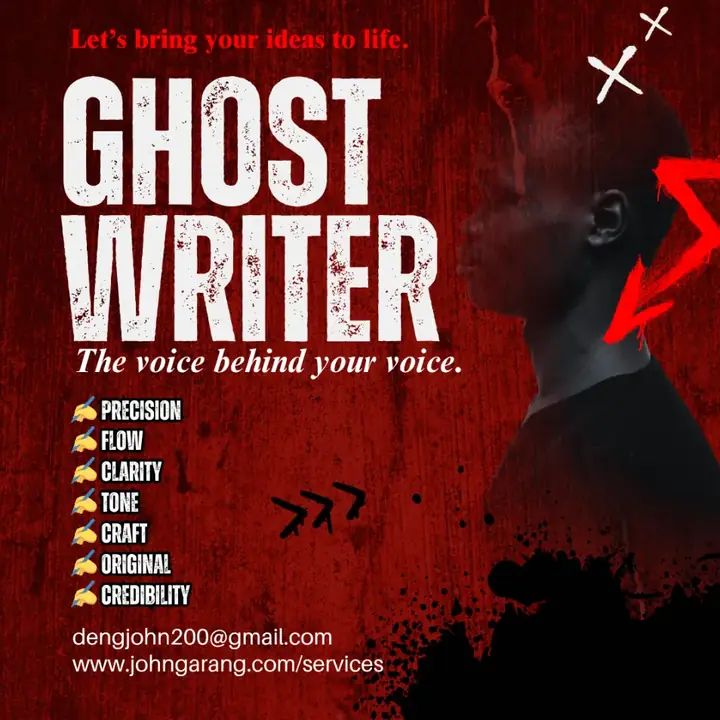 Let’s bring your ideas to life.
GHOST
WRITER
The voice behind your voice.
✍️ PRECISION
✍️ FLOW
✍️ CLARITY
✍️ TONE
✍️ CRAFT
✍️ ORIGINAL
✍️ CREDIBILITY
dengjohn200@gmail.com
www.johngarang.com/services